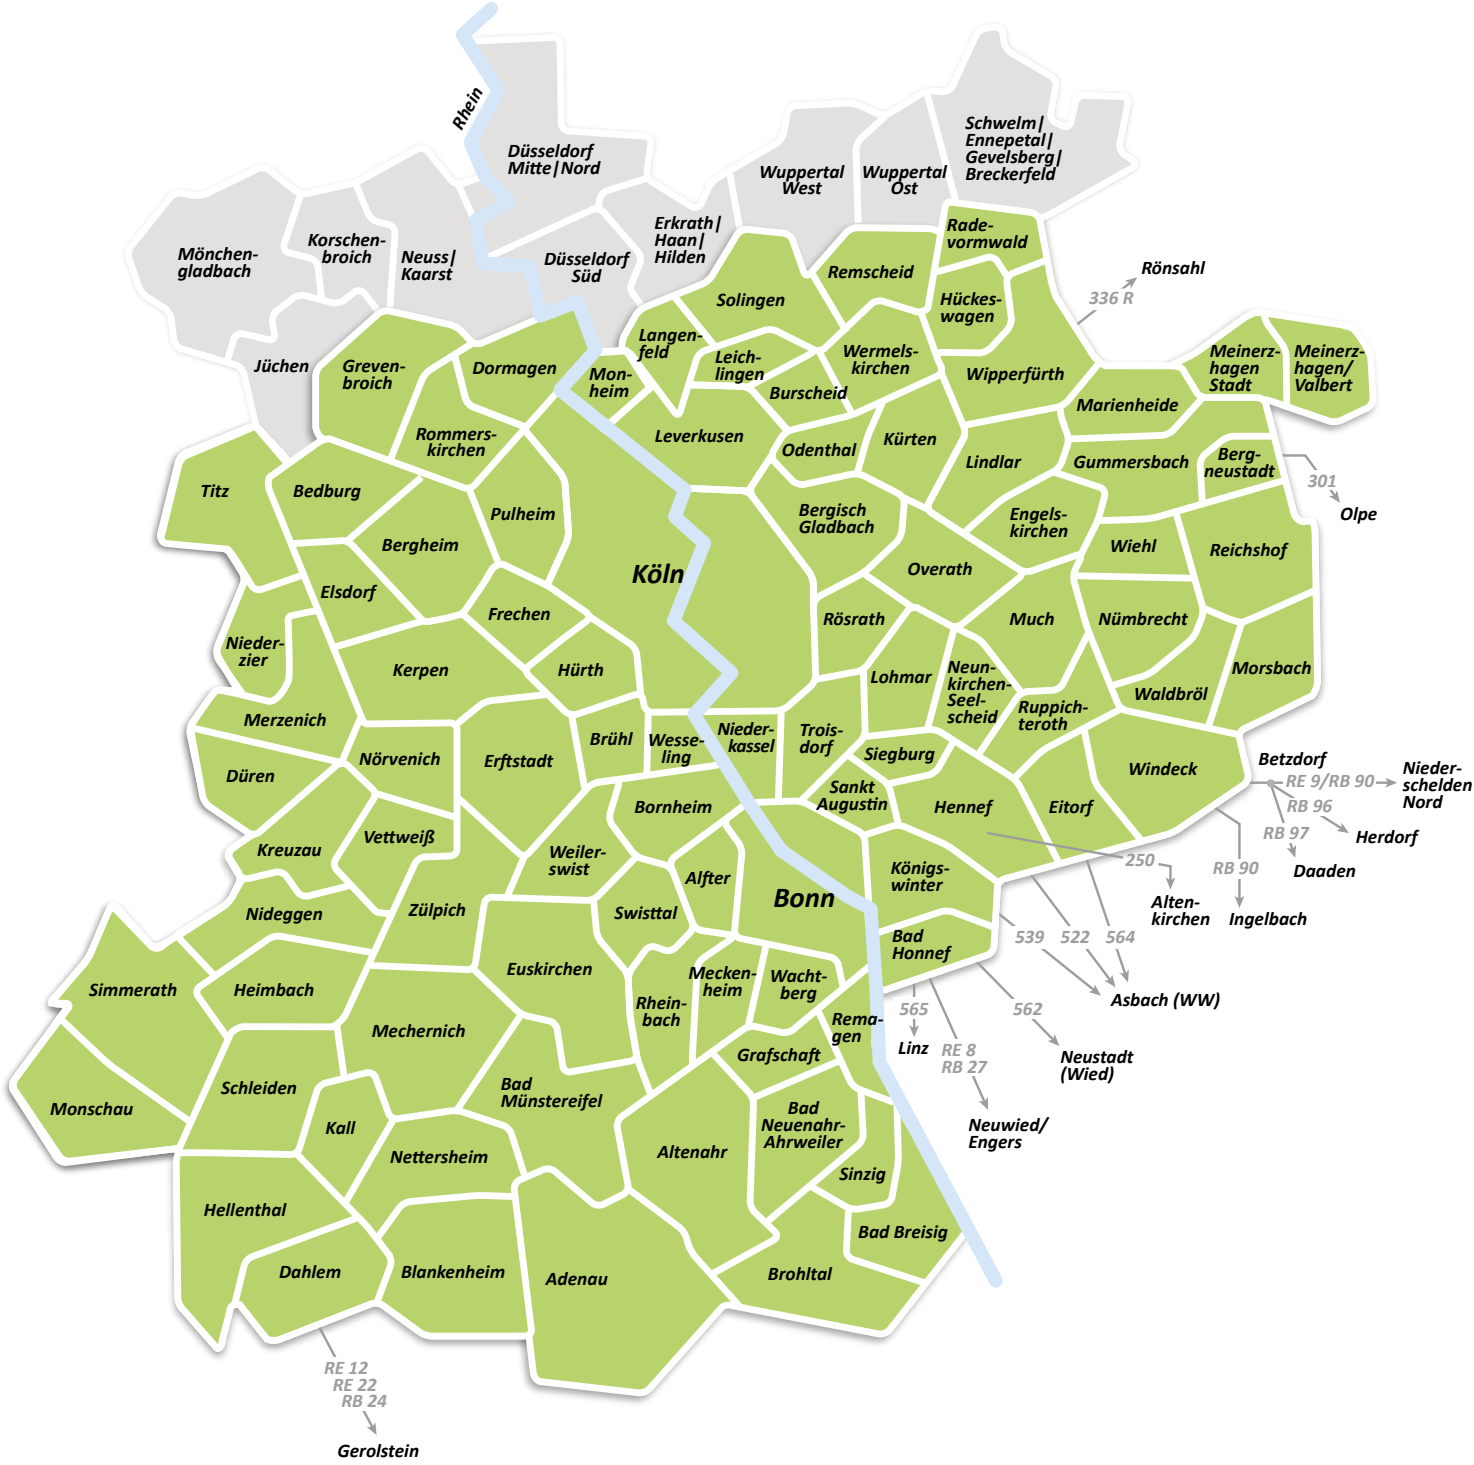 Rhein
Düsseldorf
Mitte|Nord
Schwelm|
Ennepetal|
Gevelsberg|
Breckerfeld
Wuppertal
West
Wuppertal
Ost
Mönchen-
gladbach
Korschen-
broich
Neuss|
Kaarst
Düsseldorf
Süd
Erkrath|
Haan|
Hilden
Rade-
vormwald
Remscheid
Solingen
Hückes-
wagen
336 R
Rönsahl
Jüchen
Greven-
broich
Dormagen
Mon-
heim
Langen-
feld
Leich-
lingen
Burscheid
Wermels-
kirchen
Wipperfürth
Marienheide
Meinerz-
hagen
Stadt
Meinerz-
hagen/
Valbert
Rommers-
kirchen
Leverkusen
Odenthal
Kürten
Lindlar
Gummersbach
Berg-
neustadt
301
Olpe
Titz
Bedburg
Bergheim
Pulheim
Köln
Bergisch
Gladbach
Engels-
kirchen
Wiehl
Reichshof
Overath
Elsdorf
Frechen
Rösrath
Much
Nümbrecht
Nieder-
zier
Kerpen
Hürth
Lohmar
Neun-
kirchen-
Seel-
scheid
Ruppich-
teroth
Waldbröl
Morsbach
Merzenich
Nörvenich
Erftstadt
Brühl
Wesse-
ling
Nieder-
kassel
Trois-
dorf
Siegburg
Windeck
Düren
Betzdorf
RE 9/RB 90
Nieder-
schelden
Nord
RB 96
Herdorf
RB 97
Daaden
RB 90
Ingelbach
Sankt
Augustin
Hennef
Eitorf
250
Alten-
kirchen
Kreuzau
Vettweiß
Bornheim
Weiler-
swist
Alfter
Bonn
Königs-
winter
Nideggen
Zülpich
Swisttal
Bad
Honnef
539
522
564
Asbach (WW)
Simmerath
Heimbach
Euskirchen
Mechernich
Rhein-
bach
Mecken-
heim
Wacht-
berg
Rema-
gen
Grafschaft
565
Linz
RE 8
RB 27
Neuwied/
Engers
562
Neustadt
(Wied)
Monschau
Schleiden
Kall
Bad
Münstereifel
Altenahr
Bad
Neuenahr-
Ahrweiler
Sinzig
Nettersheim
Hellenthal
Dahlem
Blankenheim
Adenau
Brohltal
Bad Breisig
RE 12
RE 22
RB 24
Gerolstein